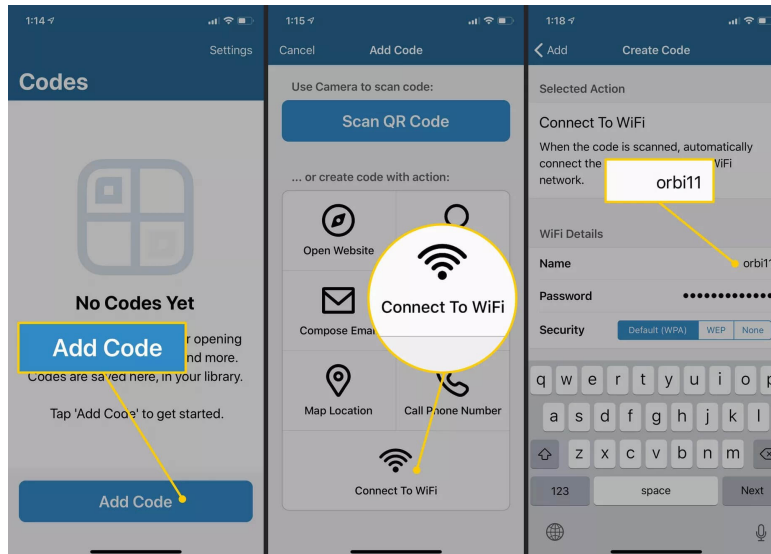 1:14
Settings
Codes
No Codes Yet
r opening
nd more.
Codes are saved here, in your library.
Tap 'Add Code' to get started.
Add Code
Add Code
1:15
Cancel
Add Code
Use Camera to scan code:
Scan QR Code
... or create code with action:
Open Website
Compose Emai
Connect To WiFi
Map Location
Call Phone Number
Connect To WiFi
1:18
Add
Create Code
Selected Action
Connect To WiFi
When the code is scanned, automatically
connect the WiFi
network.
orbi11
WiFi Details
Name
orbi11
Password
Security
Default (WPA)
WEP
None
q w e r t y u i o p
a s d f g h j k l
z x c v b n m
123
space
Next